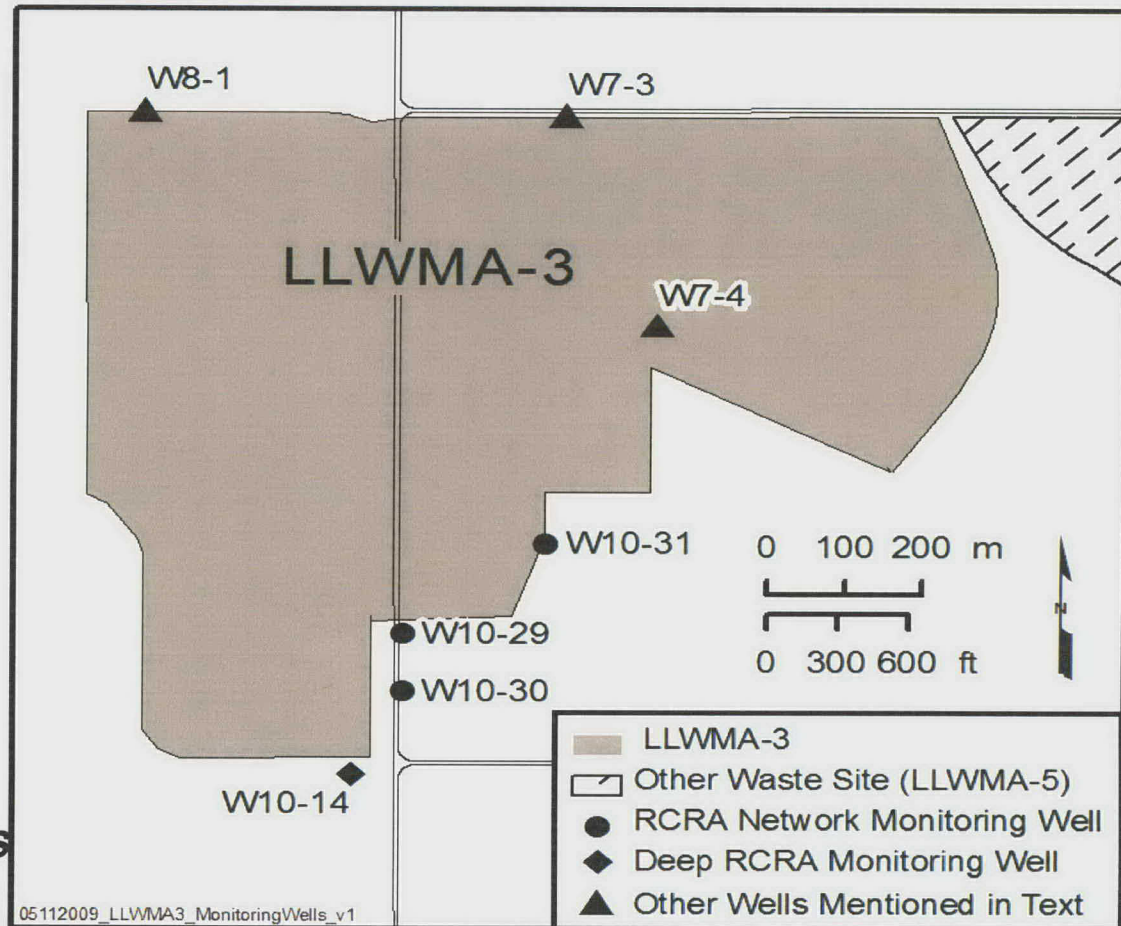 W8-1
W7-3
LLWMA-3
W7-4
W10-31
0 100 200 m
W10-29
N
0 300 600 ft
W10-30
W10-14
LLWMA-3
Other Waste Site (LLWMA-5)
RCRA Network Monitoring Well
Deep RCRA Monitoring Well
Other Wells Mentioned in Text
s
05112009_LLWMA3_MonitoringWells_v1